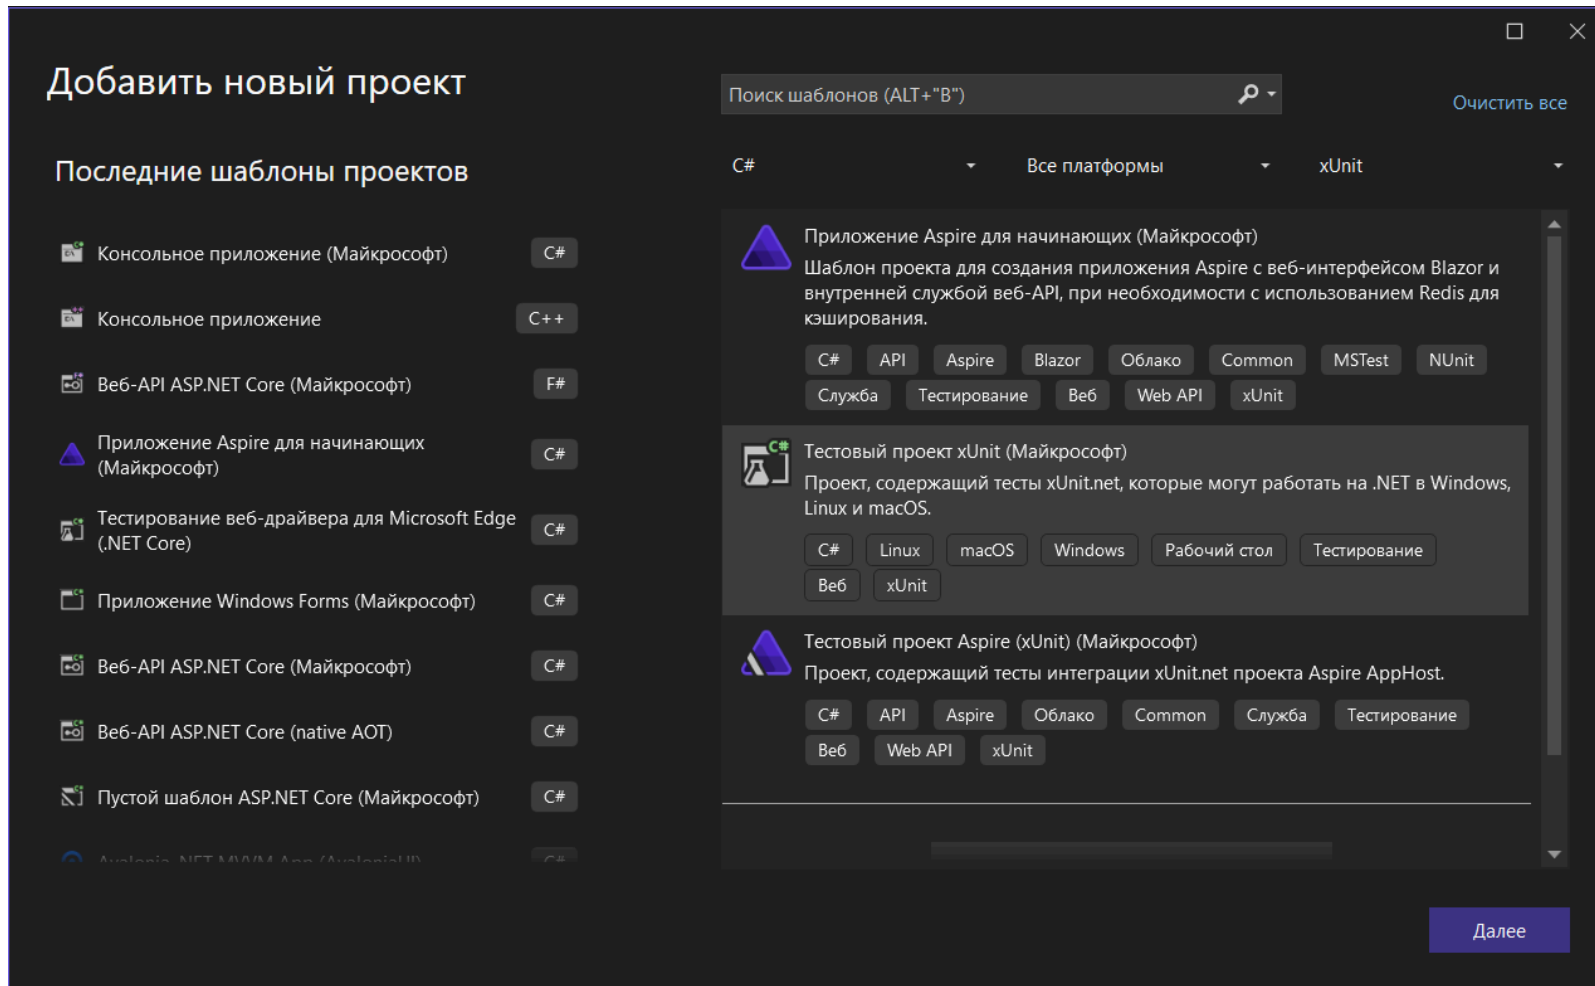 Добавить новый проект
Поиск шаблонов (ALT+"В")
Очистить все
Последние шаблоны проектов
C#
Все платформы
xUnit
Консольное приложение (Майкрософт)
C#
Консольное приложение
C++
Веб-API ASP.NET Core (Майкрософт)
F#
Приложение Aspire для начинающих
(Майкрософт)
C#
Тестирование веб-драйвера для Microsoft Edge
(.NET Core)
C#
Приложение Windows Forms (Майкрософт)
C#
Веб-API ASP.NET Core (Майкрософт)
C#
Веб-API ASP.NET Core (native AOT)
C#
Пустой шаблон ASP.NET Core (Майкрософт)
C#
Avalonia .NET MVVM App (AvaloniaUI)
C#
Приложение Aspire для начинающих (Майкрософт)
Шаблон проекта для создания приложения Aspire с веб-интерфейсом Blazor и
внутренней службой веб-API, при необходимости с использованием Redis для
кэширования.
C# API Aspire Blazor Облако Common MSTest NUnit
Служба Тестирование Веб Web API xUnit
Тестовый проект xUnit (Майкрософт)
Проект, содержащий тесты xUnit.net, которые могут работать на .NET в Windows,
Linux и macOS.
C# Linux macOS Windows Рабочий стол Тестирование
Веб xUnit
Тестовый проект Aspire (xUnit) (Майкрософт)
Проект, содержащий тесты интеграции xUnit.net проекта Aspire AppHost.
C# API Aspire Облако Common Служба Тестирование
Веб Web API xUnit
Далее